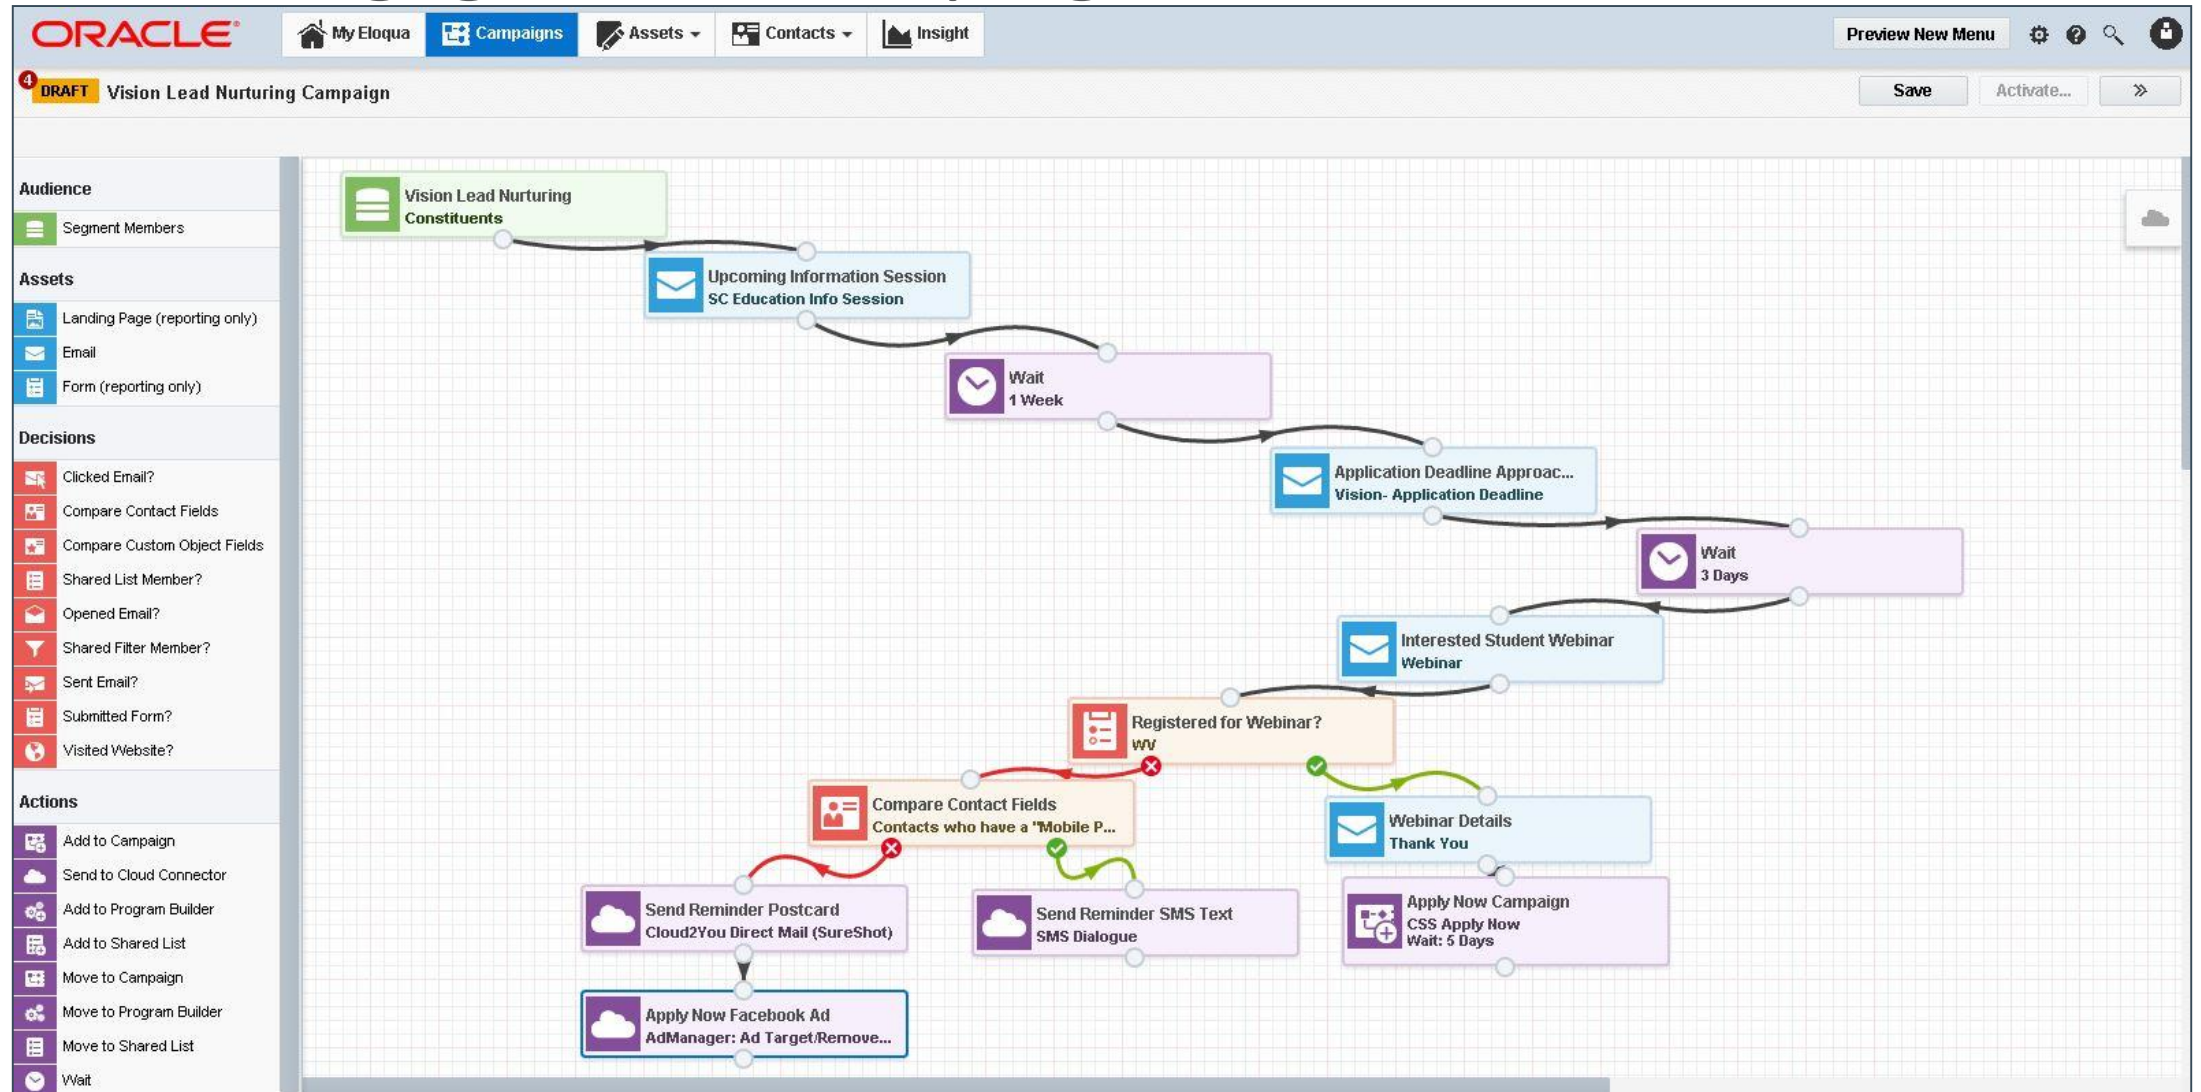 ORACLE
My Eloqua
Campaigns
Assets
Contacts
Insight
Preview New Menu
4
DRAFT
Vision Lead Nurturing Campaign
Save
Activate...
Audience
Segment Members
Assets
Landing Page (reporting only)
Email
Form (reporting only)
Decisions
Clicked Email?
Compare Contact Fields
Compare Custom Object Fields
Shared List Member?
Opened Email?
Shared Filter Member?
Sent Email?
Submitted Form?
Visited Website?
Actions
Add to Campaign
Send to Cloud Connector
Add to Program Builder
Add to Shared List
Move to Campaign
Move to Program Builder
Move to Shared List
Wait
Vision Lead Nurturing
Constituents
Upcoming Information Session
SC Education Info Session
Wait
1 Week
Application Deadline Approac...
Vision- Application Deadline
Wait
3 Days
Interested Student Webinar
Webinar
Registered for Webinar?
WV
Compare Contact Fields
Contacts who have a "Mobile P...
Webinar Details
Thank You
Send Reminder Postcard
Cloud2You Direct Mail (SureShot)
Send Reminder SMS Text
SMS Dialogue
Apply Now Campaign
CSS Apply Now
Wait: 5 Days
Apply Now Facebook Ad
AdManager: Ad Target/Remove...